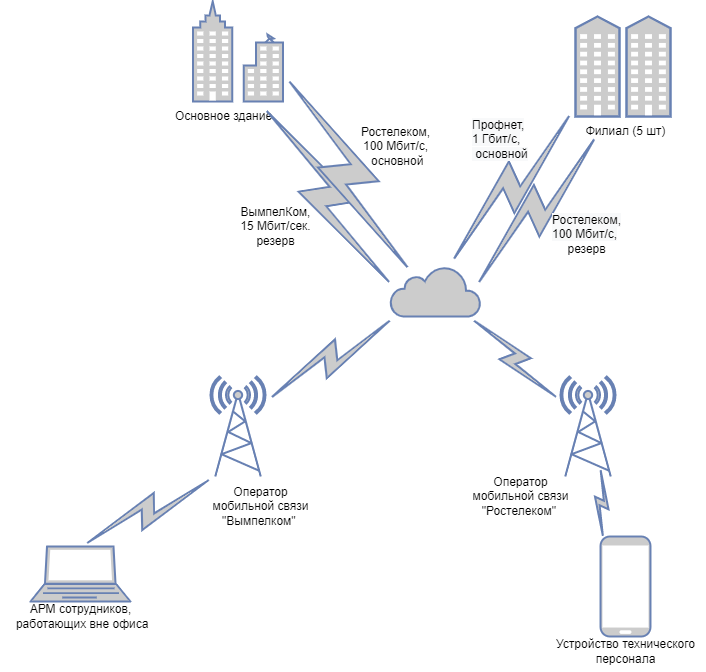 Основное здание
Филиал (5 шт)
Ростелеком,
100 Мбит/с,
основной
Профнет,
1 Гбит/с,
основной
ВымпелКом,
15 Мбит/сек.
резерв
Ростелеком,
100 Мбит/с,
резерв
Оператор
мобильной связи
"Вымпелком"
Оператор
мобильной связи
"Ростелеком"
АРМ сотрудников,
работающих вне офиса
Устройство технического
персонала